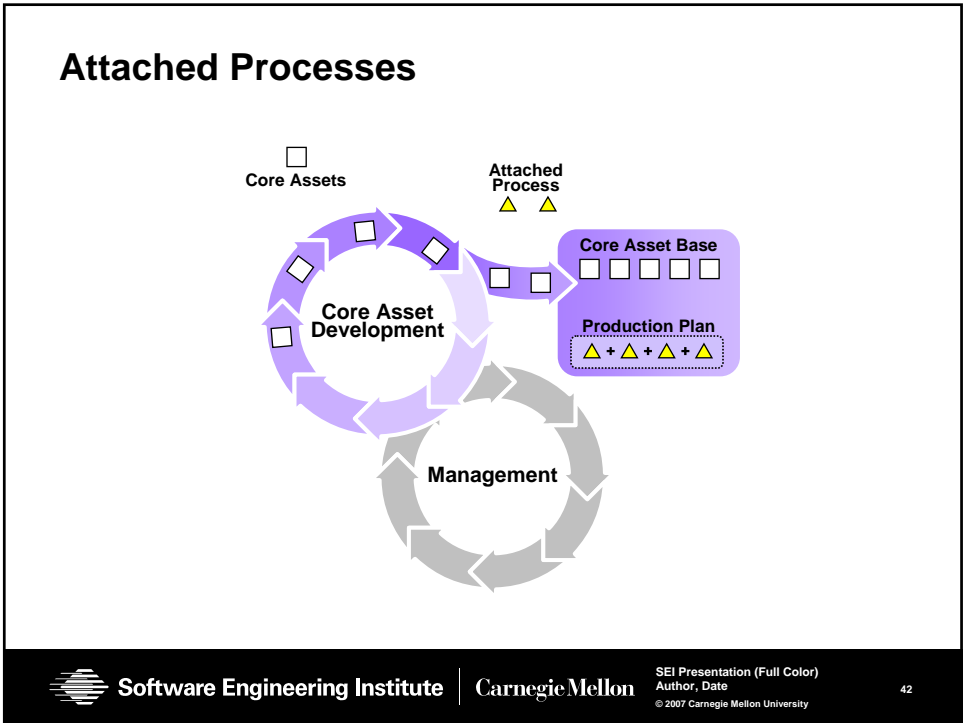 Attached Processes
Core Assets
Attached
Process
Core Asset Base
Core Asset
Development
Production Plan
+ + +
Management
Software Engineering Institute
Carnegie Mellon
SEI Presentation (Full Color)
Author, Date
© 2007 Carnegie Mellon University
42